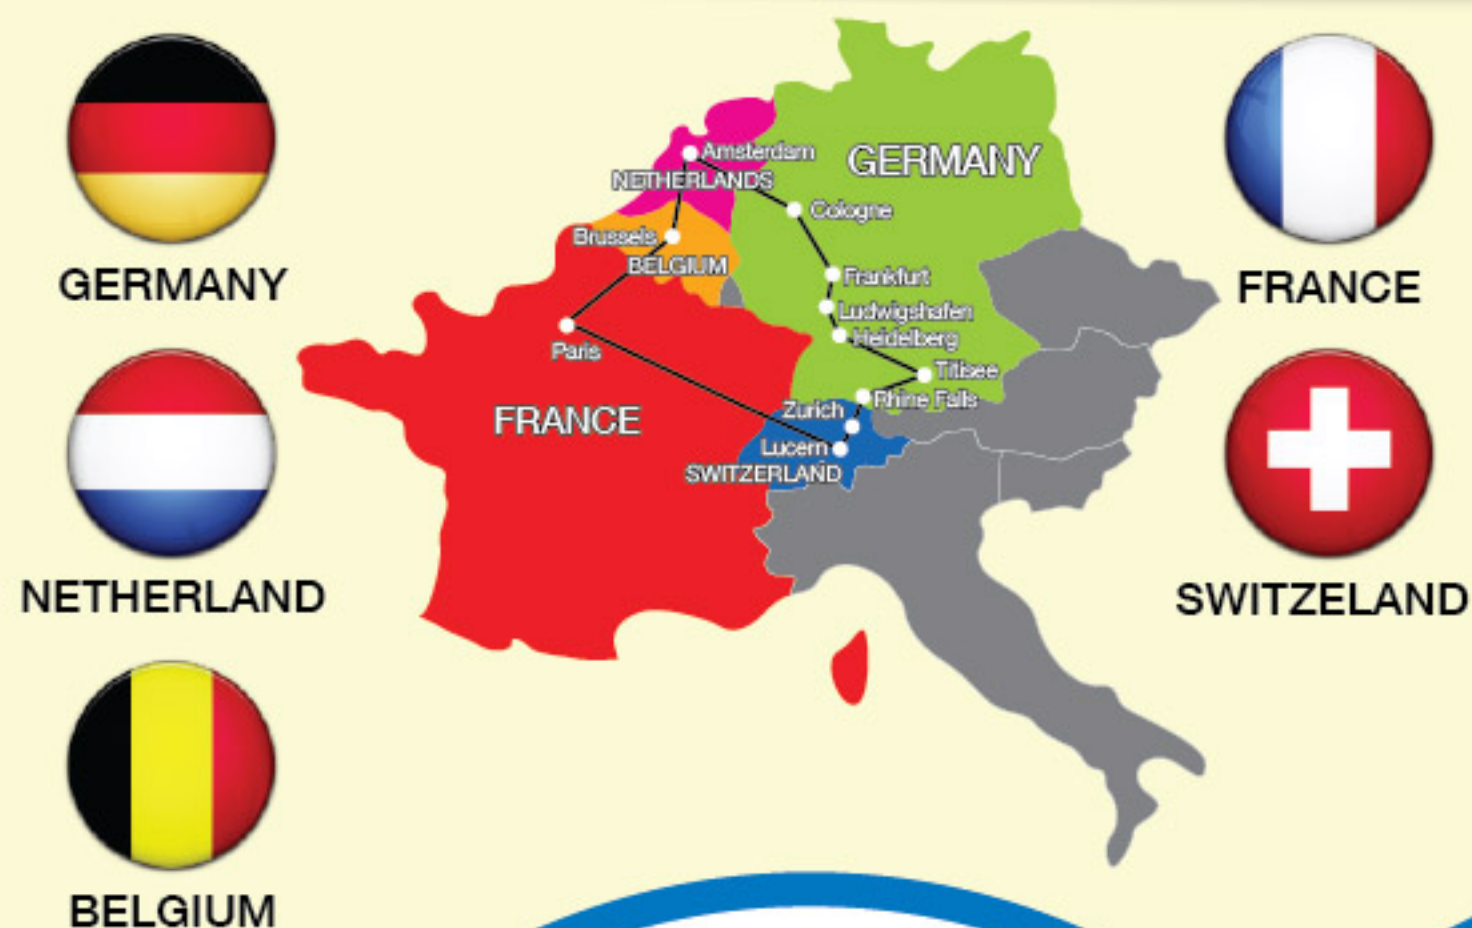 GERMANY
NETHERLAND
BELGIUM
Amsterdam
GERMANY
NETHERLANDS
Cologne
Brussels
BELGIUM
Frankfurt
Ludwigshafen
Heidelberg
Paris
Titisee
Rhine Falls
Zurich
FRANCE
Lucern
SWITZERLAND
FRANCE
SWITZELAND